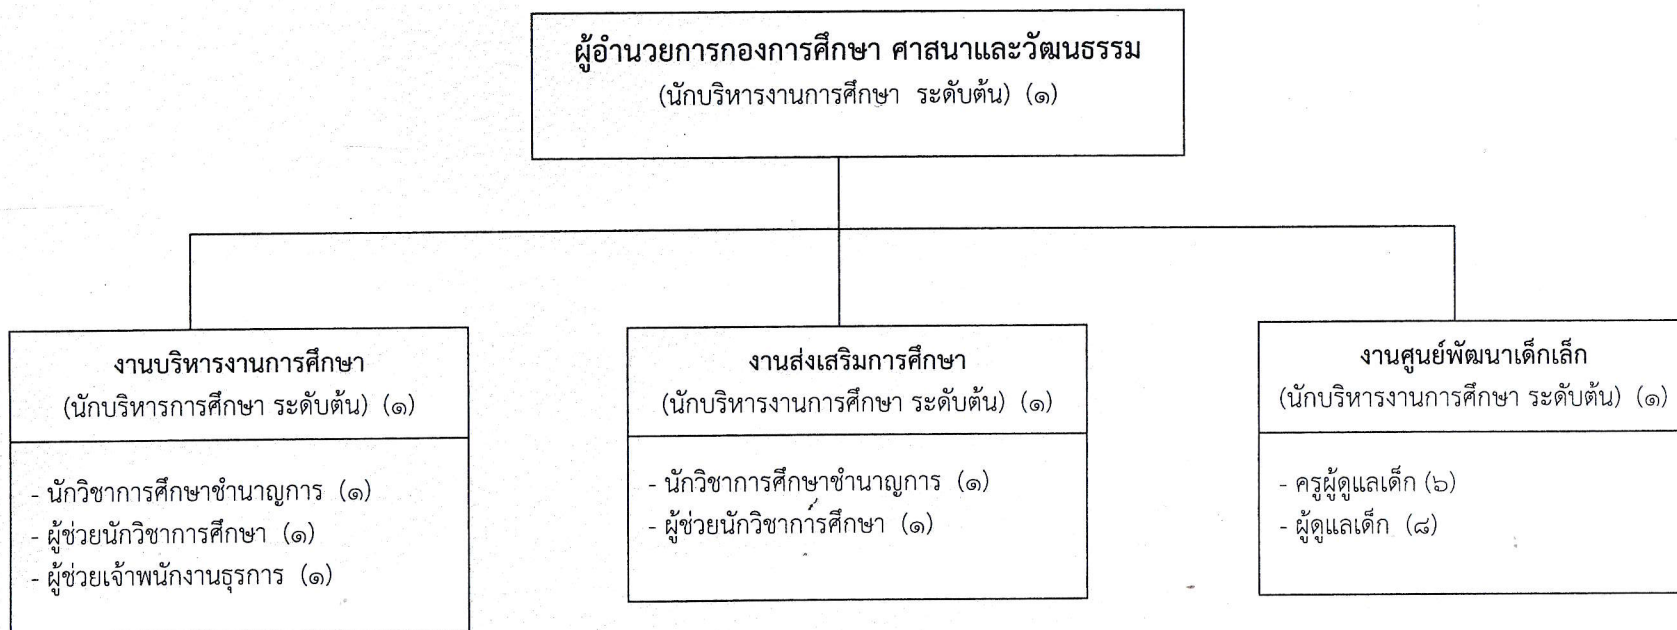 ผู้อำนวยการกองการศึกษา ศาสนาและวัฒนธรรม
(นักบริหารงานการศึกษา ระดับต้น) (๑)
งานบริหารงานการศึกษา
(นักบริหารการศึกษา ระดับต้น) (๑)
- นักวิชาการศึกษาชำนาญการ (๑)
- ผู้ช่วยนักวิชาการศึกษา (๑)
- ผู้ช่วยเจ้าพนักงานธุรการ (๑)
งานส่งเสริมการศึกษา
(นักบริหารงานการศึกษา ระดับต้น) (๑)
- นักวิชาการศึกษาชำนาญการ (๑)
- ผู้ช่วยนักวิชาการศึกษา (๑)
งานศูนย์พัฒนาเด็กเล็ก
(นักบริหารงานการศึกษา ระดับต้น) (๑)
- ครูผู้ดูแลเด็ก (๖)
- ผู้ดูแลเด็ก (๘)